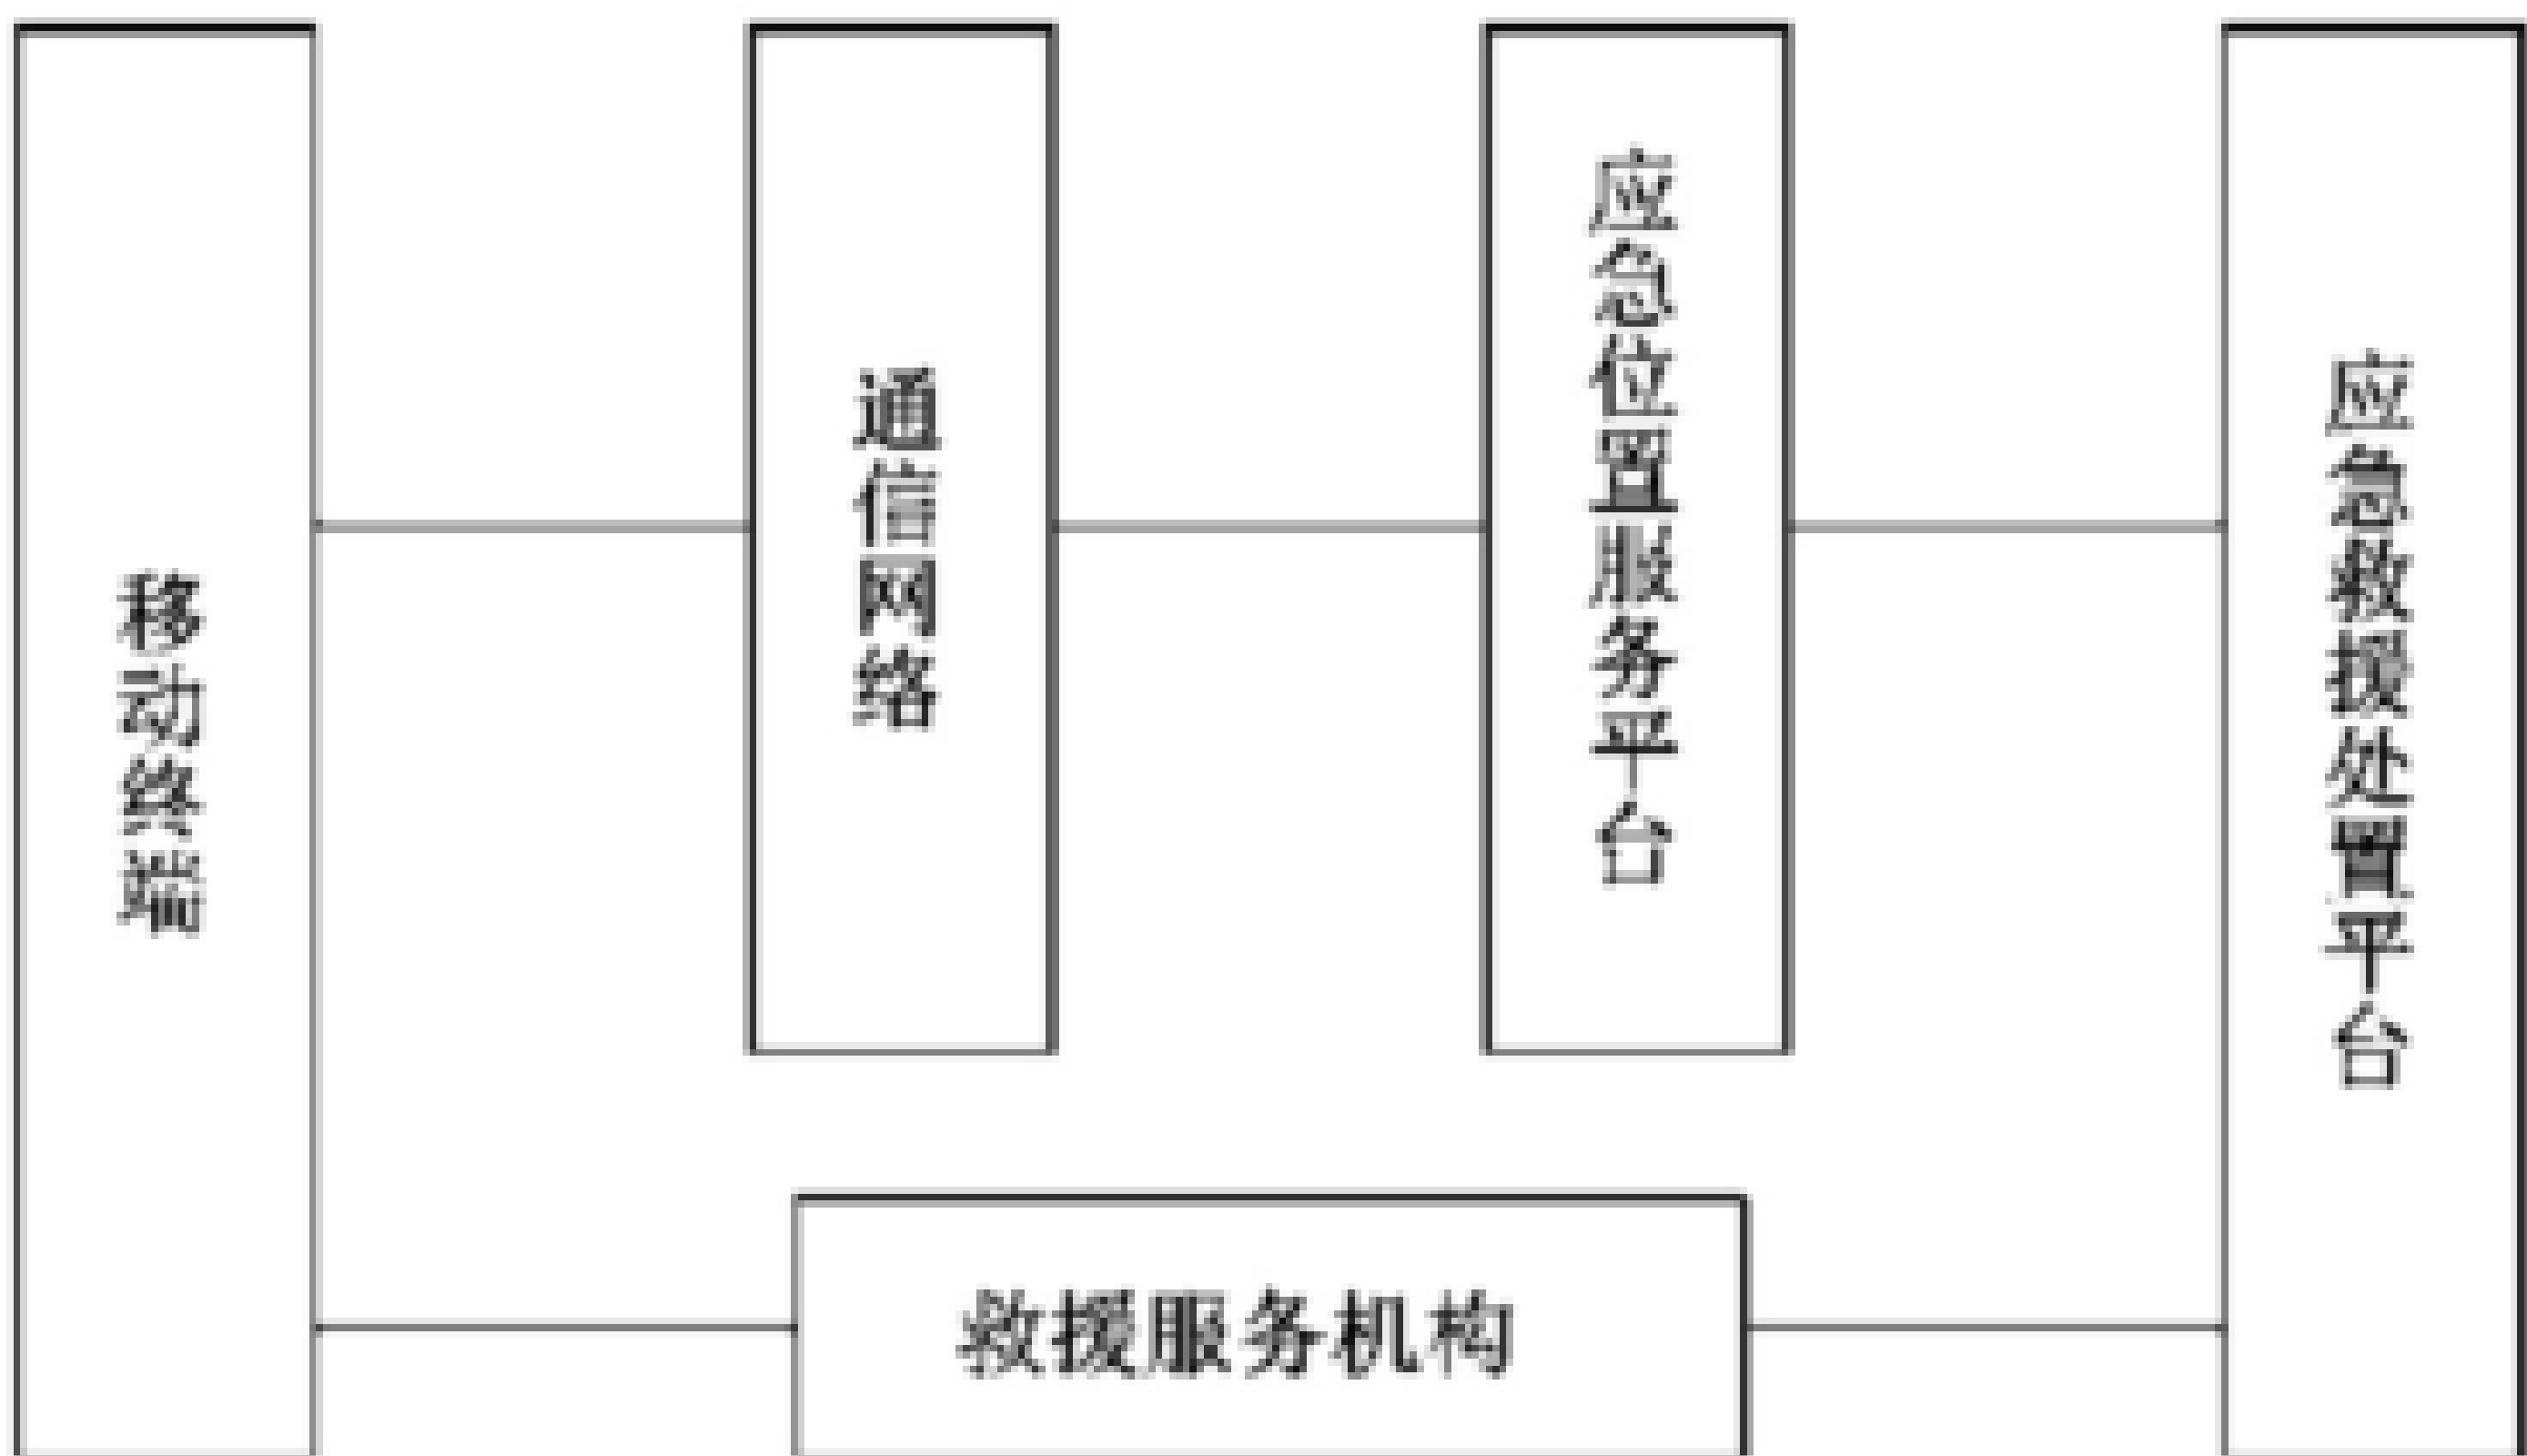 移动终端
通信网络
应急位置服务平台
应急救援处置平台
救援服务机构